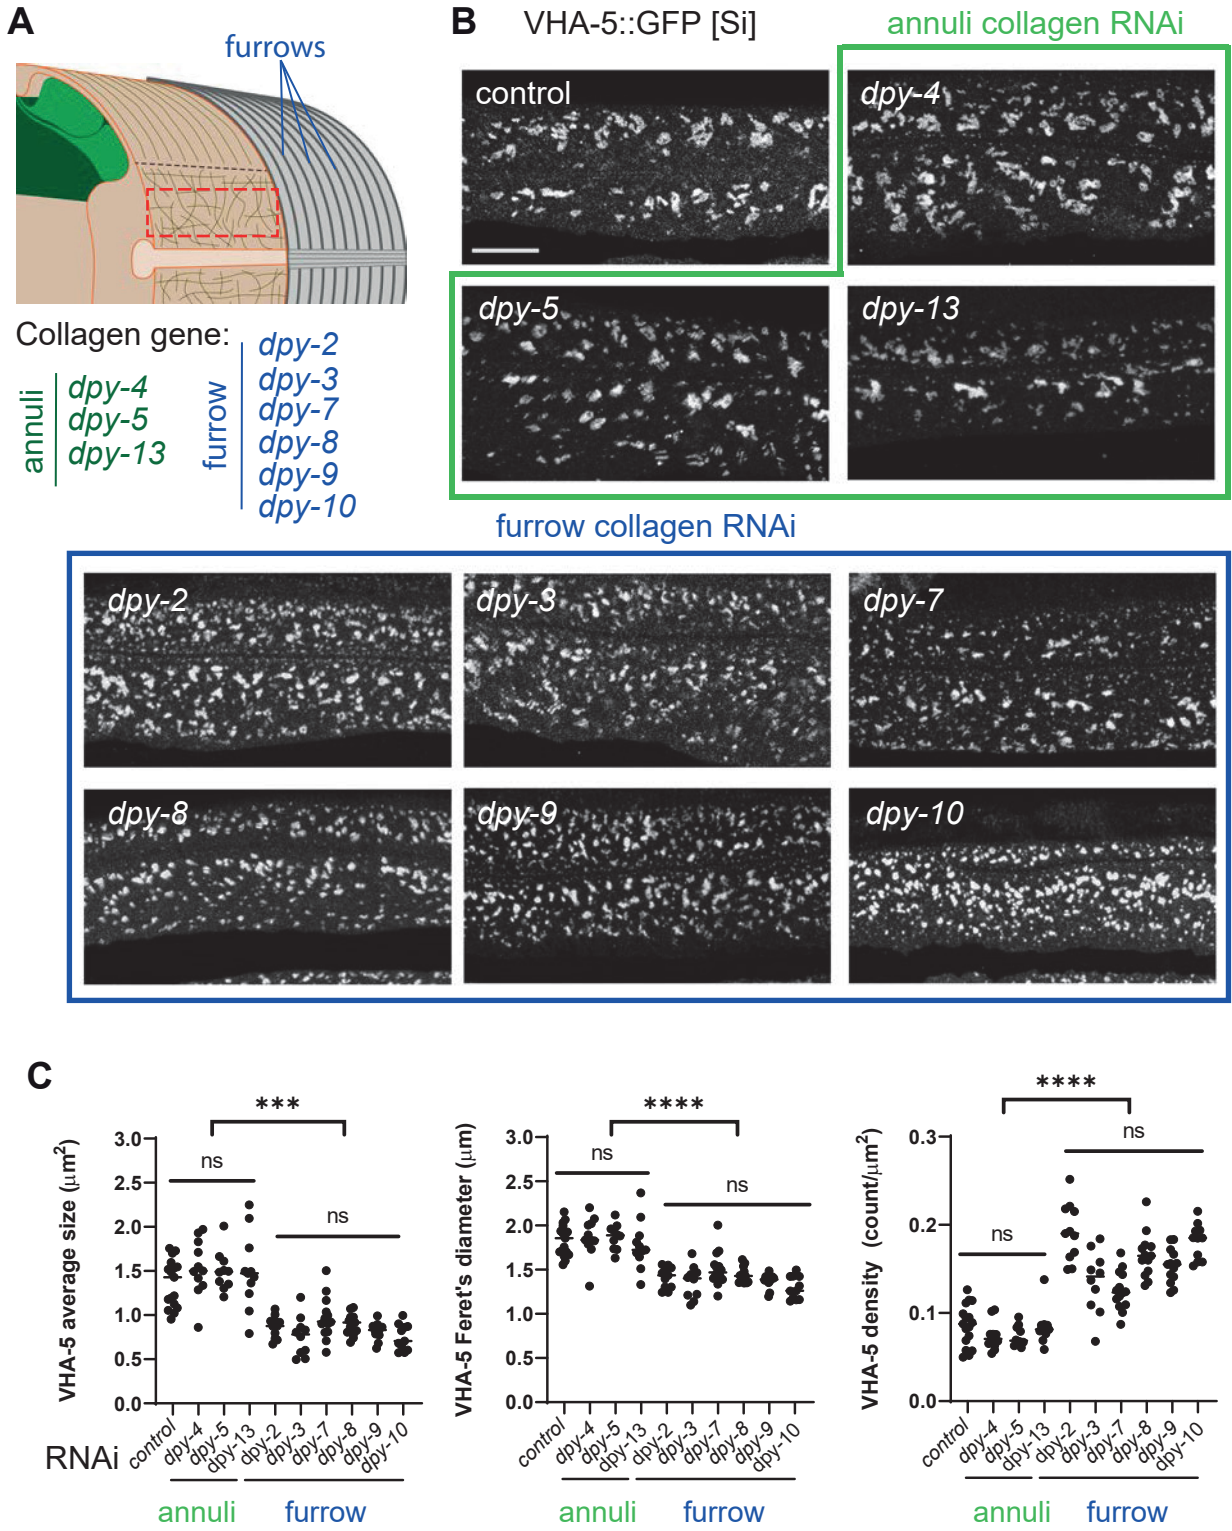 A
furrows
Collagen gene:
annuli
dpy-4
dpy-5
dpy-13
furrow
dpy-2
dpy-3
dpy-7
dpy-8
dpy-9
dpy-10
B
VHA-5::GFP [Si]
annuli collagen RNAi
control
dpy-4
dpy-5
dpy-13
furrow collagen RNAi
dpy-2
dpy-3
dpy-7
dpy-8
dpy-9
dpy-10
C
VHA-5 average size (μm²)
***
ns
ns
3.0
2.5
2.0
1.5
1.0
0.5
0.0
control
dpy-4
dpy-5
dpy-13
dpy-2
dpy-3
dpy-7
dpy-8
dpy-9
dpy-10
RNAi
annuli
furrow
VHA-5 Feret's diameter (μm)
****
ns
ns
3.0
2.5
2.0
1.5
1.0
0.5
0.0
control
dpy-4
dpy-5
dpy-13
dpy-2
dpy-3
dpy-7
dpy-8
dpy-9
dpy-10
annuli
furrow
VHA-5 density (count/μm²)
****
ns
ns
0.3
0.2
0.1
0.0
control
dpy-4
dpy-5
dpy-13
dpy-2
dpy-3
dpy-7
dpy-8
dpy-9
dpy-10
annuli
furrow